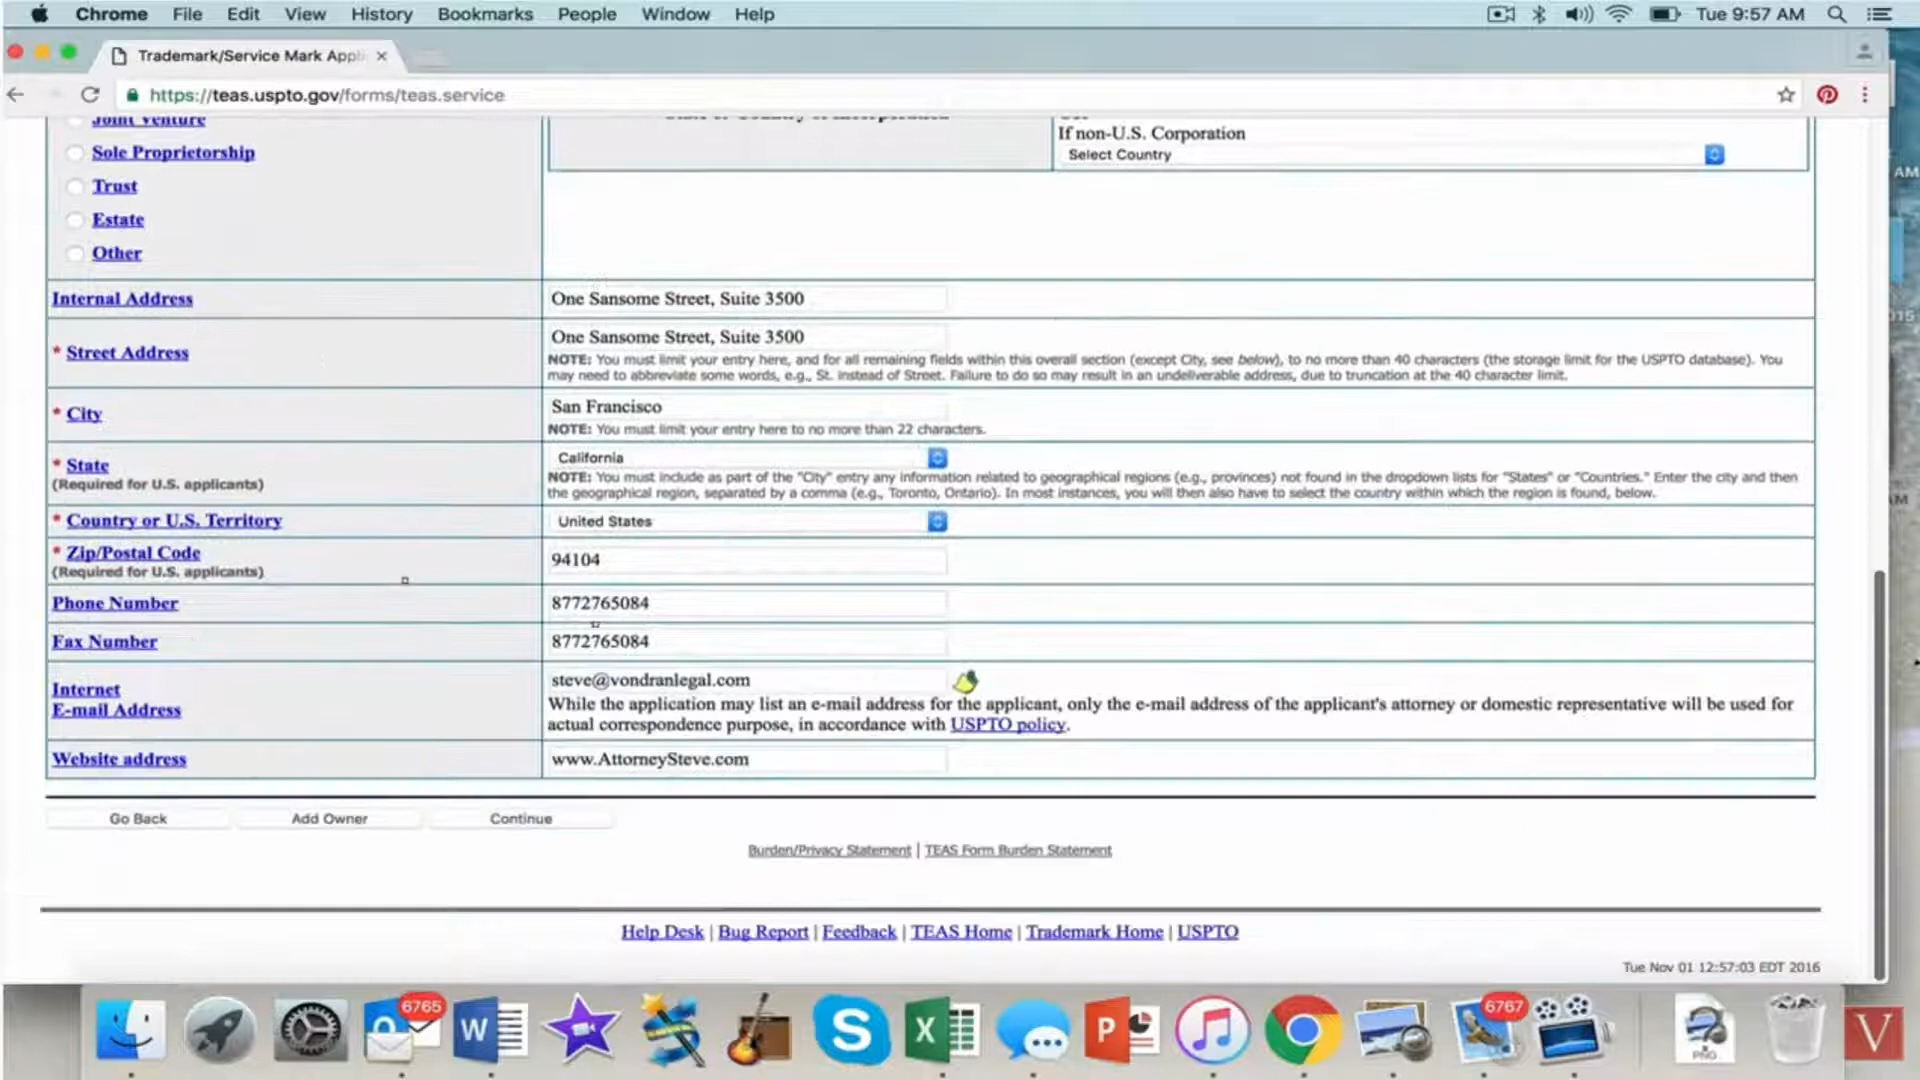 Chrome File Edit View History Bookmarks People Window Help Tue 9:57 AM
Trademark/Service Mark Appli
https://teas.uspto.gov/forms/teas.service
Joint Venture
If non-U.S. Corporation
Sole Proprietorship
Select Country
Trust
Estate
Other
Internal Address One Sansome Street, Suite 3500
* Street Address One Sansome Street, Suite 3500
NOTE: You must limit your entry here, and for all remaining fields within this overall section (except City, see below), to no more than 40 characters (the storage limit for the USPTO database). You
may need to abbreviate some words, e.g., St. instead of Street. Failure to do so may result in an undeliverable address, due to truncation at the 40 character limit.
* City San Francisco
NOTE: You must limit your entry here to no more than 22 characters.
* State California
(Required for U.S. applicants)
NOTE: You must include as part of the "City" entry any information related to geographical regions (e.g., provinces) not found in the dropdown lists for "States" or "Countries." Enter the city and then
the geographical region, separated by a comma (e.g., Toronto, Ontario). In most instances, you will then also have to select the country within which the region is found, below.
* Country or U.S. Territory United States
* Zip/Postal Code 94104
(Required for U.S. applicants)
Phone Number 8772765084
Fax Number 8772765084
Internet
E-mail Address
steve@vondranlegal.com
While the application may list an e-mail address for the applicant, only the e-mail address of the applicant's attorney or domestic representative will be used for
actual correspondence purpose, in accordance with USPTO policy.
Website address www.AttorneySteve.com
Go Back Add Owner Continue
Burden/Privacy Statement | TEAS Form Burden Statement
Help Desk | Bug Report | Feedback | TEAS Home | Trademark Home | USPTO
Tue Nov 01 12:57:03 EDT 2016
6765
6767
W
S
X
P
PNG
V
AM